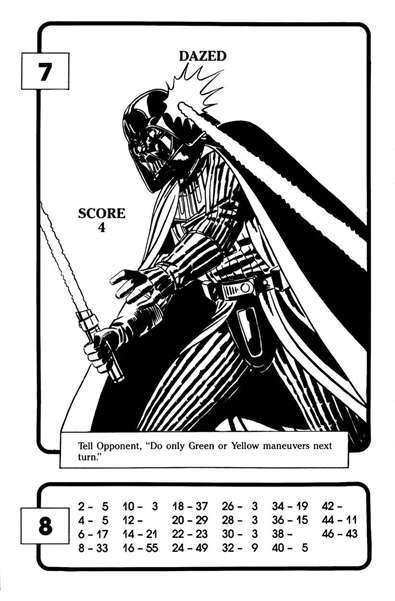 7
DAZED
SCORE
4
Tell Opponent, “Do only Green or Yellow maneuvers next
turn.”
8
2 – 5 10 – 3 18 – 37 26 – 3 34 – 19 42 –
4 – 5 12 – 20 – 29 28 – 3 36 – 15 44 – 11
6 – 17 14 – 21 22 – 23 30 – 3 38 – 46 – 43
8 – 33 16 – 55 24 – 49 32 – 9 40 – 5